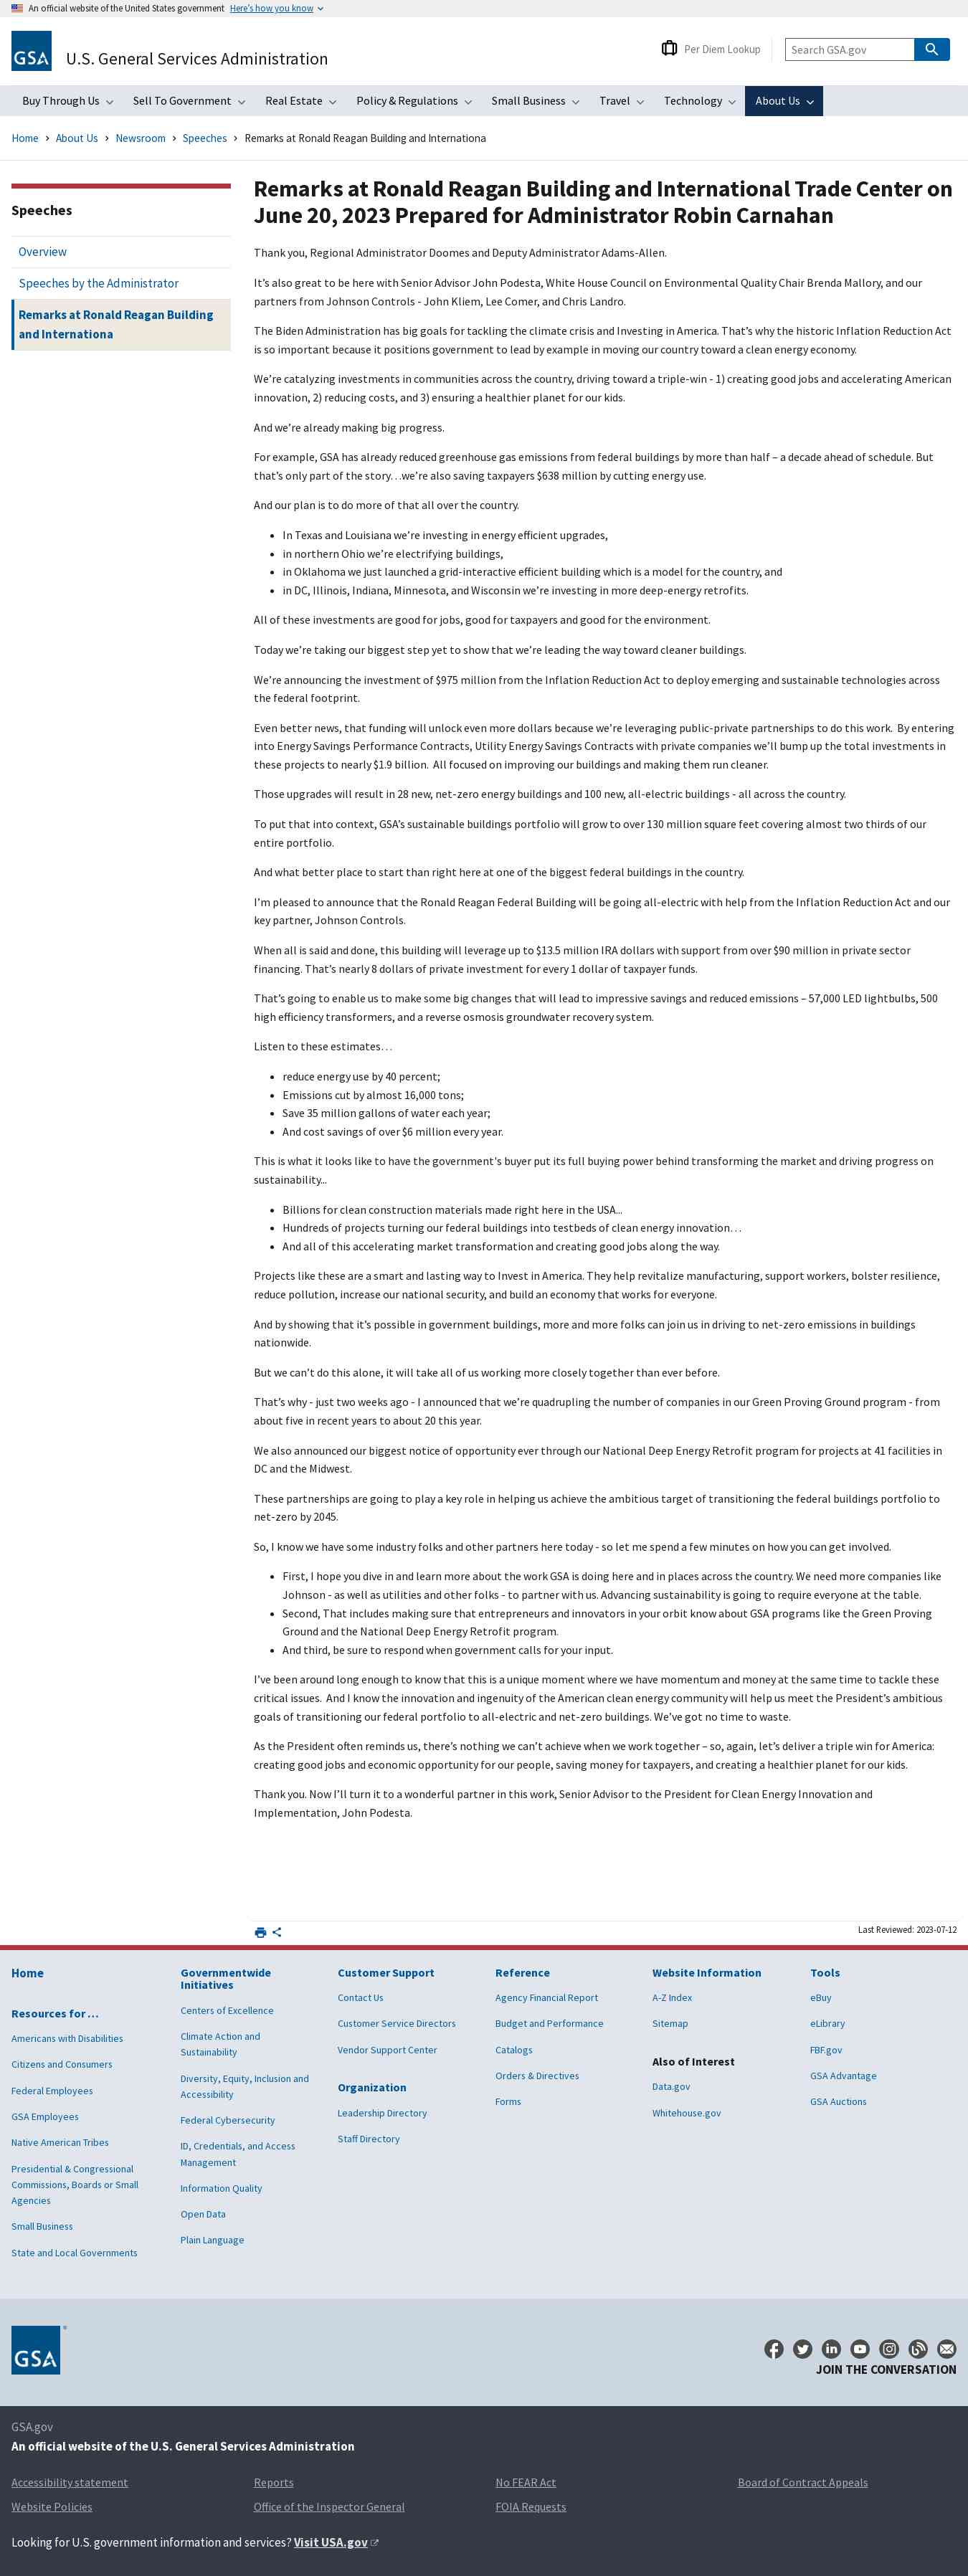 An official website of the United States government Here's how you know
GSA
U.S. General Services Administration
Per Diem Lookup
Search GSA.gov
Buy Through Us Sell To Government Real Estate Policy & Regulations Small Business Travel Technology About Us
Home > About Us > Newsroom > Speeches > Remarks at Ronald Reagan Building and Internationa
Speeches
Overview
Speeches by the Administrator
Remarks at Ronald Reagan Building
and Internationa
Remarks at Ronald Reagan Building and International Trade Center on
June 20, 2023 Prepared for Administrator Robin Carnahan
Thank you, Regional Administrator Doomes and Deputy Administrator Adams-Allen.
It's also great to be here with Senior Advisor John Podesta, White House Council on Environmental Quality Chair Brenda Mallory, and our
partners from Johnson Controls - John Kliem, Lee Comer, and Chris Landro.
The Biden Administration has big goals for tackling the climate crisis and Investing in America. That's why the historic Inflation Reduction Act
is so important because it positions government to lead by example in moving our country toward a clean energy economy.
We're catalyzing investments in communities across the country, driving toward a triple-win - 1) creating good jobs and accelerating American
innovation, 2) reducing costs, and 3) ensuring a healthier planet for our kids.
And we're already making big progress.
For example, GSA has already reduced greenhouse gas emissions from federal buildings by more than half – a decade ahead of schedule. But
that's only part of the story…we're also saving taxpayers $638 million by cutting energy use.
And our plan is to do more of that all over the country.
• In Texas and Louisiana we're investing in energy efficient upgrades,
• in northern Ohio we're electrifying buildings,
• in Oklahoma we just launched a grid-interactive efficient building which is a model for the country, and
• in DC, Illinois, Indiana, Minnesota, and Wisconsin we're investing in more deep-energy retrofits.
All of these investments are good for jobs, good for taxpayers and good for the environment.
Today we're taking our biggest step yet to show that we're leading the way toward cleaner buildings.
We're announcing the investment of $975 million from the Inflation Reduction Act to deploy emerging and sustainable technologies across
the federal footprint.
Even better news, that funding will unlock even more dollars because we're leveraging public-private partnerships to do this work. By entering
into Energy Savings Performance Contracts, Utility Energy Savings Contracts with private companies we'll bump up the total investments in
these projects to nearly $1.9 billion. All focused on improving our buildings and making them run cleaner.
Those upgrades will result in 28 new, net-zero energy buildings and 100 new, all-electric buildings - all across the country.
To put that into context, GSA's sustainable buildings portfolio will grow to over 130 million square feet covering almost two thirds of our
entire portfolio.
And what better place to start than right here at one of the biggest federal buildings in the country.
I'm pleased to announce that the Ronald Reagan Federal Building will be going all-electric with help from the Inflation Reduction Act and our
key partner, Johnson Controls.
When all is said and done, this building will leverage up to $13.5 million IRA dollars with support from over $90 million in private sector
financing. That's nearly 8 dollars of private investment for every 1 dollar of taxpayer funds.
That's going to enable us to make some big changes that will lead to impressive savings and reduced emissions – 57,000 LED lightbulbs, 500
high efficiency transformers, and a reverse osmosis groundwater recovery system.
Listen to these estimates…
• reduce energy use by 40 percent;
• Emissions cut by almost 16,000 tons;
• Save 35 million gallons of water each year;
• And cost savings of over $6 million every year.
This is what it looks like to have the government's buyer put its full buying power behind transforming the market and driving progress on
sustainability...
• Billions for clean construction materials made right here in the USA...
• Hundreds of projects turning our federal buildings into testbeds of clean energy innovation…
• And all of this accelerating market transformation and creating good jobs along the way.
Projects like these are a smart and lasting way to Invest in America. They help revitalize manufacturing, support workers, bolster resilience,
reduce pollution, increase our national security, and build an economy that works for everyone.
And by showing that it's possible in government buildings, more and more folks can join us in driving to net-zero emissions in buildings
nationwide.
But we can't do this alone, it will take all of us working more closely together than ever before.
That's why - just two weeks ago - I announced that we're quadrupling the number of companies in our Green Proving Ground program - from
about five in recent years to about 20 this year.
We also announced our biggest notice of opportunity ever through our National Deep Energy Retrofit program for projects at 41 facilities in
DC and the Midwest.
These partnerships are going to play a key role in helping us achieve the ambitious target of transitioning the federal buildings portfolio to
net-zero by 2045.
So, I know we have some industry folks and other partners here today - so let me spend a few minutes on how you can get involved.
• First, I hope you dive in and learn more about the work GSA is doing here and in places across the country. We need more companies like
Johnson - as well as utilities and other folks - to partner with us. Advancing sustainability is going to require everyone at the table.
• Second, That includes making sure that entrepreneurs and innovators in your orbit know about GSA programs like the Green Proving
Ground and the National Deep Energy Retrofit program.
• And third, be sure to respond when government calls for your input.
I've been around long enough to know that this is a unique moment where we have momentum and money at the same time to tackle these
critical issues. And I know the innovation and ingenuity of the American clean energy community will help us meet the President's ambitious
goals of transitioning our federal portfolio to all-electric and net-zero buildings. We've got no time to waste.
As the President often reminds us, there's nothing we can't achieve when we work together – so, again, let's deliver a triple win for America:
creating good jobs and economic opportunity for our people, saving money for taxpayers, and creating a healthier planet for our kids.
Thank you. Now I'll turn it to a wonderful partner in this work, Senior Advisor to the President for Clean Energy Innovation and
Implementation, John Podesta.
Last Reviewed: 2023-07-12
Home
Resources for …
Americans with Disabilities
Citizens and Consumers
Federal Employees
GSA Employees
Native American Tribes
Presidential & Congressional
Commissions, Boards or Small
Agencies
Small Business
State and Local Governments
Governmentwide
Initiatives
Centers of Excellence
Climate Action and
Sustainability
Diversity, Equity, Inclusion and
Accessibility
Federal Cybersecurity
ID, Credentials, and Access
Management
Information Quality
Open Data
Plain Language
Customer Support
Contact Us
Customer Service Directors
Vendor Support Center
Organization
Leadership Directory
Staff Directory
Reference
Agency Financial Report
Budget and Performance
Catalogs
Orders & Directives
Forms
Website Information
A-Z Index
Sitemap
Also of Interest
Data.gov
Whitehouse.gov
Tools
eBuy
eLibrary
FBF.gov
GSA Advantage
GSA Auctions
GSA
JOIN THE CONVERSATION
GSA.gov
An official website of the U.S. General Services Administration
Accessibility statement Reports No FEAR Act Board of Contract Appeals
Website Policies Office of the Inspector General FOIA Requests
Looking for U.S. government information and services? Visit USA.gov